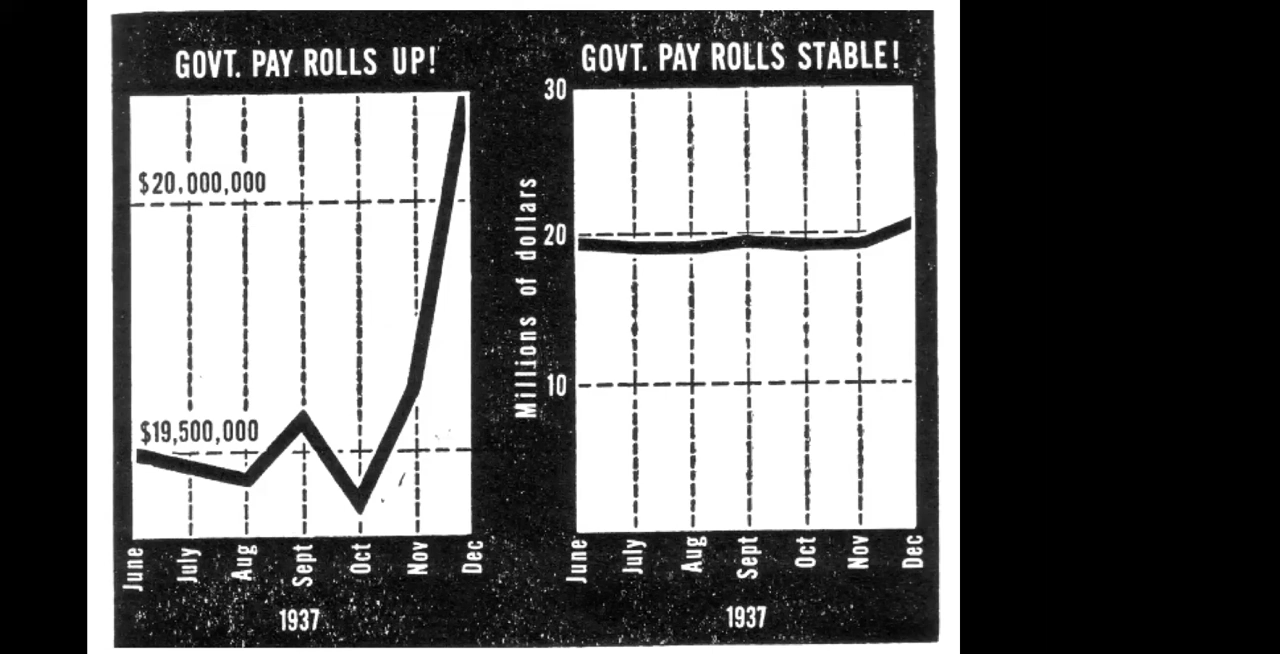 GOVT. PAY ROLLS UP!
$20,000,000
$19,500,000
June July Aug Sept Oct Nov Dec
1937
GOVT. PAY ROLLS STABLE!
Millions of dollars
30
20
10
June July Aug Sept Oct Nov Dec
1937